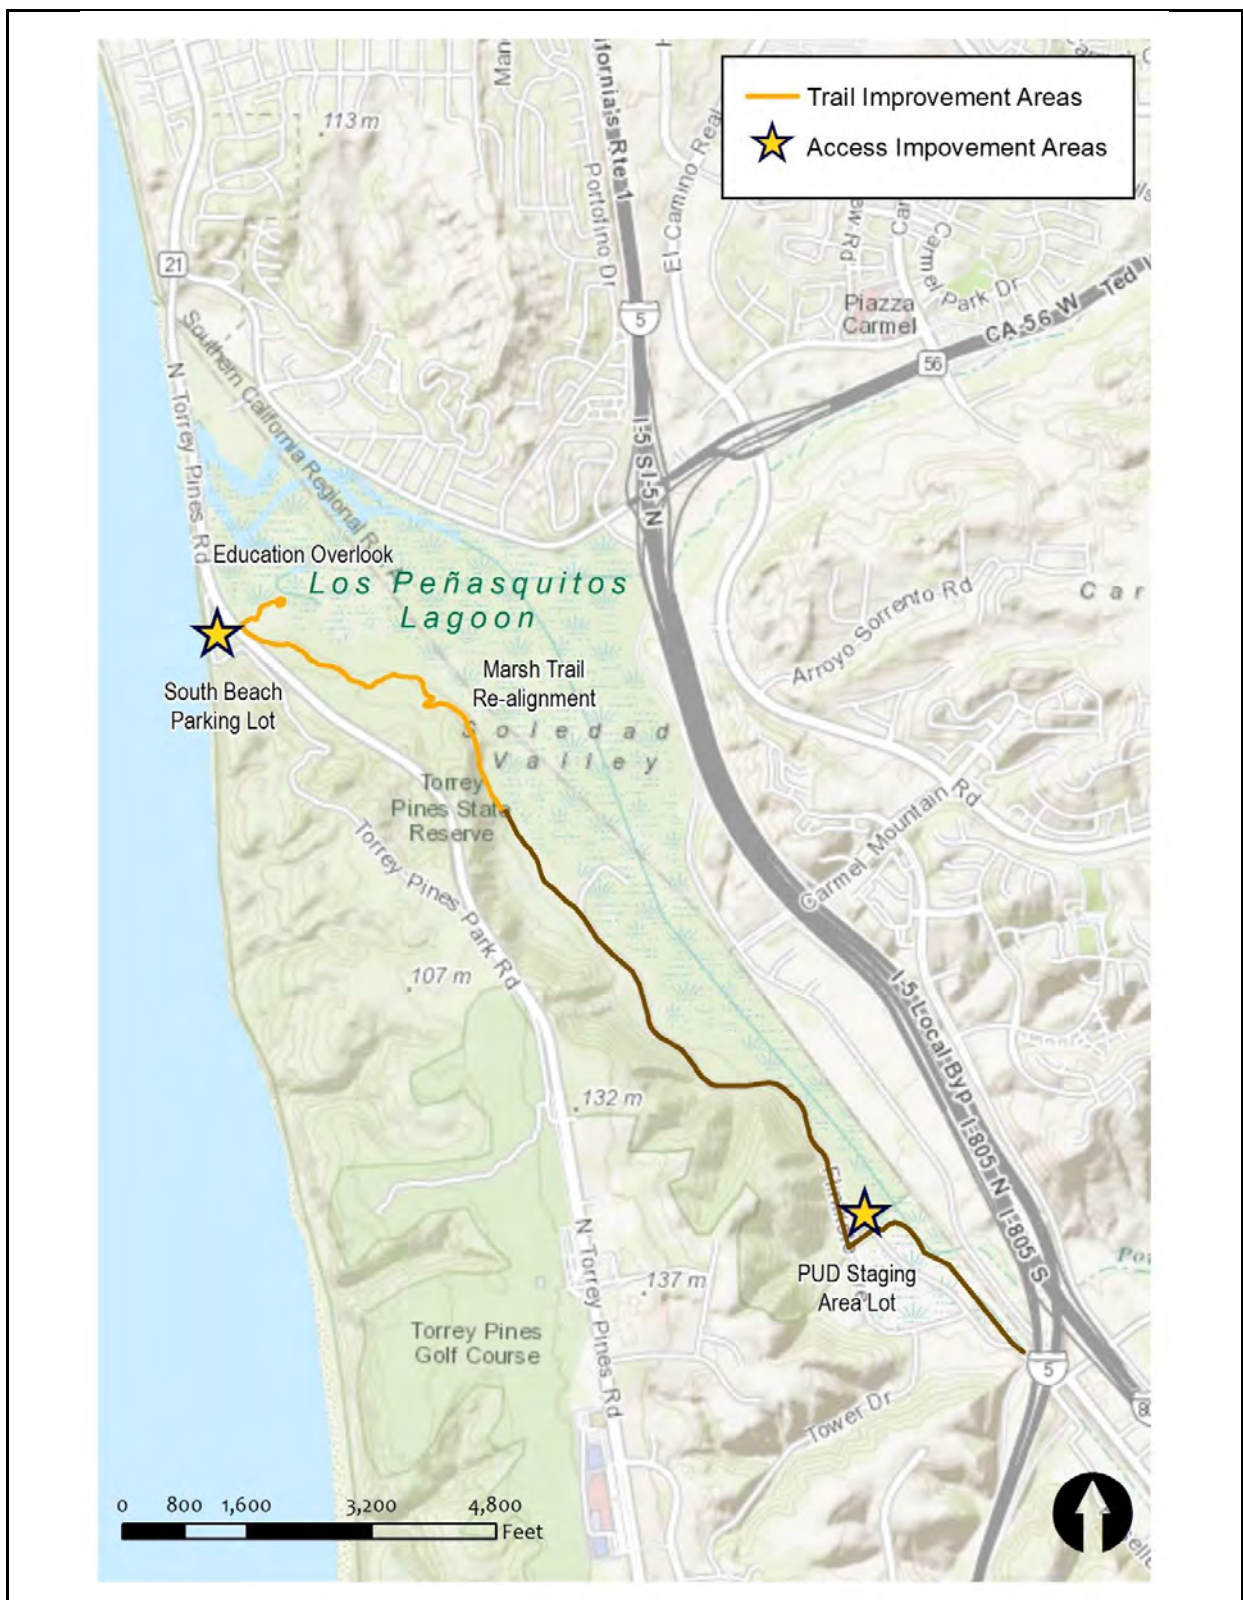 Trail Improvement Areas
Access Impovement Areas
113 m
Portofino Dr
El Camino Real
21
5
Piazza
Carmel
Carmel Park Dr
CA-56 W
56
Southern California Regional
N Torrey Pines Rd
I-5 S
I-5 N
Education Overlook
Los Peñasquitos
Lagoon
Arroyo Sorrento Rd
South Beach
Parking Lot
Marsh Trail
Re-alignment
Soledad
Valley
Torrey
Pines State
Reserve
Carmel Mountain Rd
Torrey Pines Park Rd
107 m
I-5 Local Byp
I-805 N
I-805 S
132 m
N Torrey Pines Rd
137 m
PUD Staging
Area Lot
Torrey Pines
Golf Course
5
Tower Dr
0 800 1,600 3,200 4,800
Feet